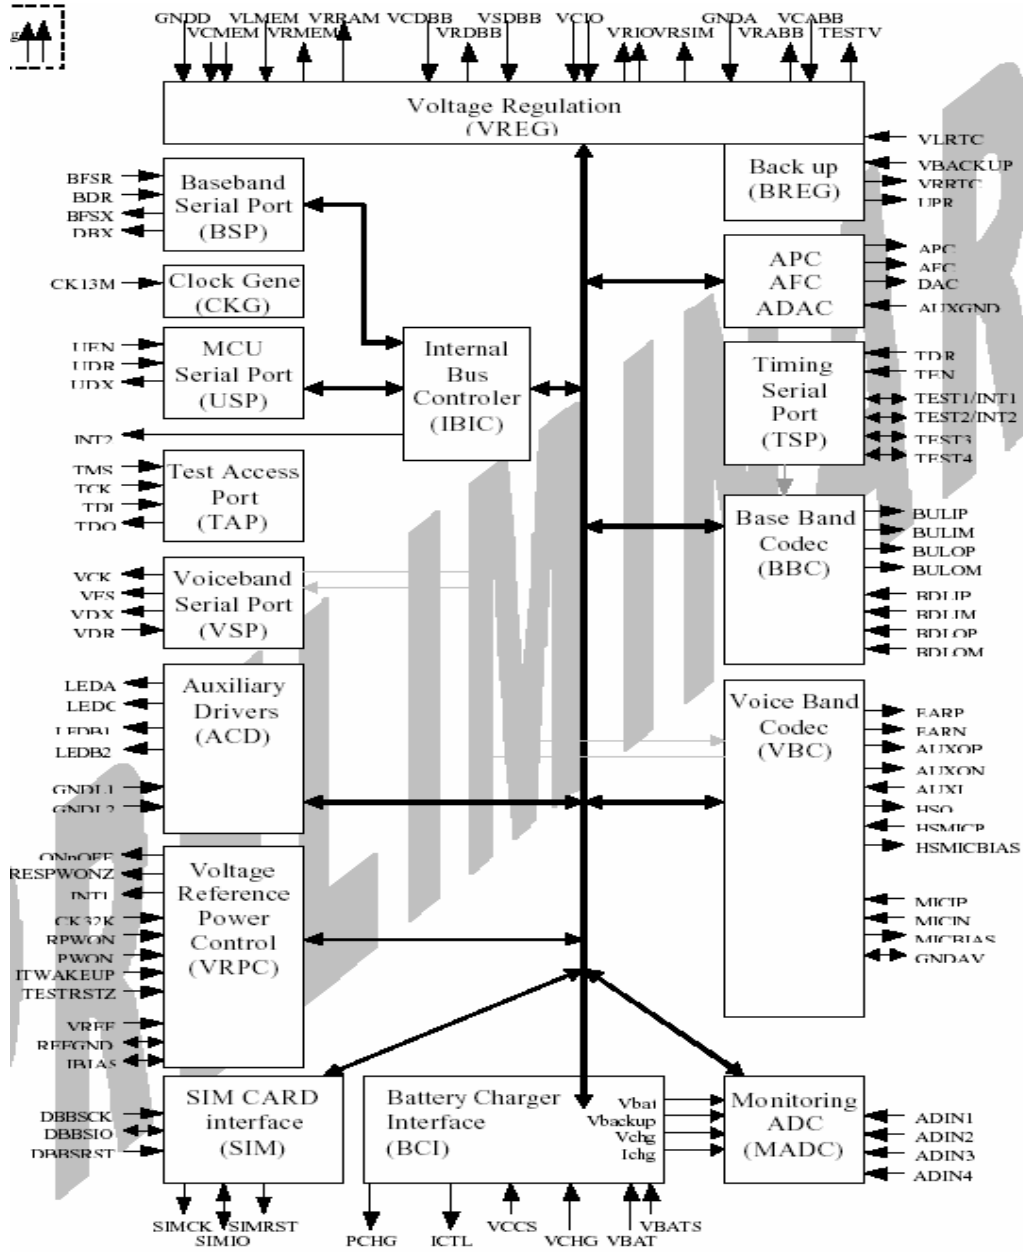 GNDD VLMEM VRRAM VCDBB VSDBB VCIO GNDA VCABB
VCMEM VRMEM VRDBB VRIO VRSIM VRABB TESTV
Voltage Regulation
(VREG)
VLRTC
Back up
(BREG)
VBACKUP
VRRTC
UPR
BFSR
BDR
BFSX
DBX
Baseband
Serial Port
(BSP)
APC
AFC
ADAC
APC
AFC
DAC
AUXGND
CK13M
Clock Gene
(CKG)
UEN
UDR
UDX
MCU
Serial Port
(USP)
Internal
Bus
Controler
(IBIC)
INT2
Timing
Serial
Port
(TSP)
TDR
TEN
TEST1/INT1
TEST2/INT2
TEST3
TEST4
TMS
TCK
TDI
TDO
Test Access
Port
(TAP)
Base Band
Codec
(BBC)
BULIP
BULIM
BULOP
BULOM
BDLIP
BDLIM
BDLOP
BDLOM
VCK
VFS
VDX
VDR
Voiceband
Serial Port
(VSP)
LEDA
LEDC
LEDB1
LEDB2
GNDL1
GNDL2
Auxiliary
Drivers
(ACD)
Voice Band
Codec
(VBC)
EARP
EARN
AUXOP
AUXON
AUXI
HSO
HSMICP
HSMICBIAS
MICIP
MICIN
MICBIAS
GNDAV
ONnOFF
RESPWONZ
INT1
CK32K
RPWON
PWON
ITWAKEUP
TESTRSTZ
VREF
REFGND
IBIAS
Voltage
Reference
Power
Control
(VRPC)
DBBSCK
DBBSIO
DBBSRST
SIM CARD
interface
(SIM)
SIMCK SIMRST
SIMIO
Battery Charger
Interface
(BCI)
Vbat
Vbackup
Vchg
Ichg
PCHG ICTL VCCS VCHG VBAT VBATS
Monitoring
ADC
(MADC)
ADIN1
ADIN2
ADIN3
ADIN4
PRELIMINAR